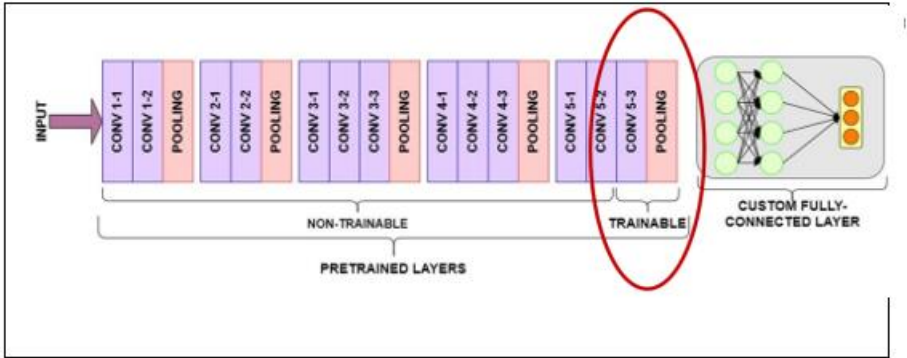 INPUT
CONV 1-1
CONV 1-2
POOLING
CONV 2-1
CONV 2-2
POOLING
CONV 3-1
CONV 3-2
CONV 3-3
POOLING
CONV 4-1
CONV 4-2
CONV 4-3
POOLING
CONV 5-1
CONV 5-2
CONV 5-3
POOLING
NON-TRAINABLE
TRAINABLE
CUSTOM FULLY-
CONNECTED LAYER
PRETRAINED LAYERS